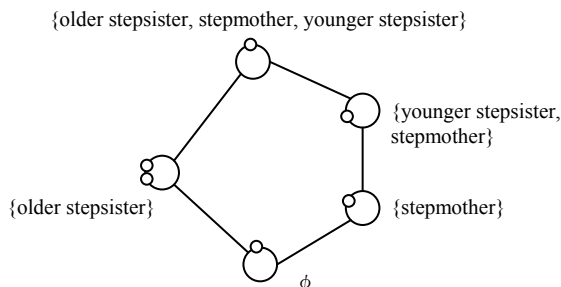 {older stepsister, stepmother, younger stepsister}
{younger stepsister,
stepmother}
{older stepsister}
{stepmother}
ϕ